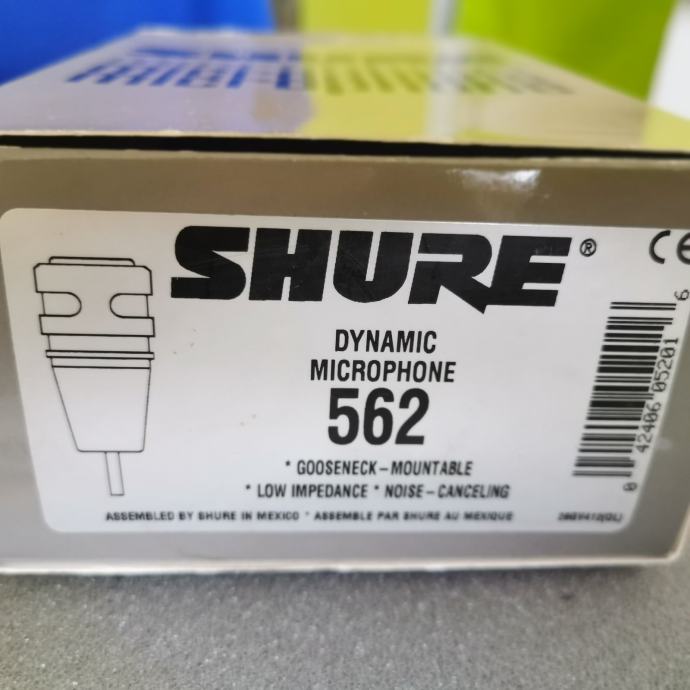 SHURE®
CE
DYNAMIC
MICROPHONE
562
* GOOSENECK-MOUNTABLE
* LOW IMPEDANCE * NOISE-CANCELING
ASSEMBLED BY SHURE IN MEXICO * ASSEMBLE PAR SHURE AU MEXIQUE
0 42406 05201 6